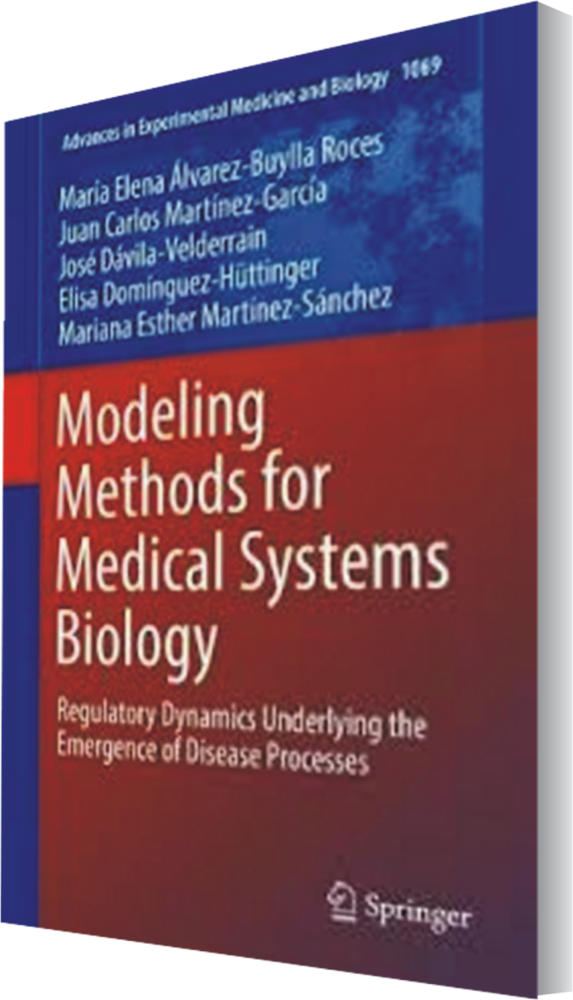 Advances in Experimental Medicine and Biology 1069
María Elena Álvarez-Buylla Roces
Juan Carlos Martínez-García
José Dávila-Velderrain
Elisa Domínguez-Hüttinger
Mariana Esther Martínez-Sánchez
Modeling
Methods for
Medical Systems
Biology
Regulatory Dynamics Underlying the
Emergence of Disease Processes
Springer